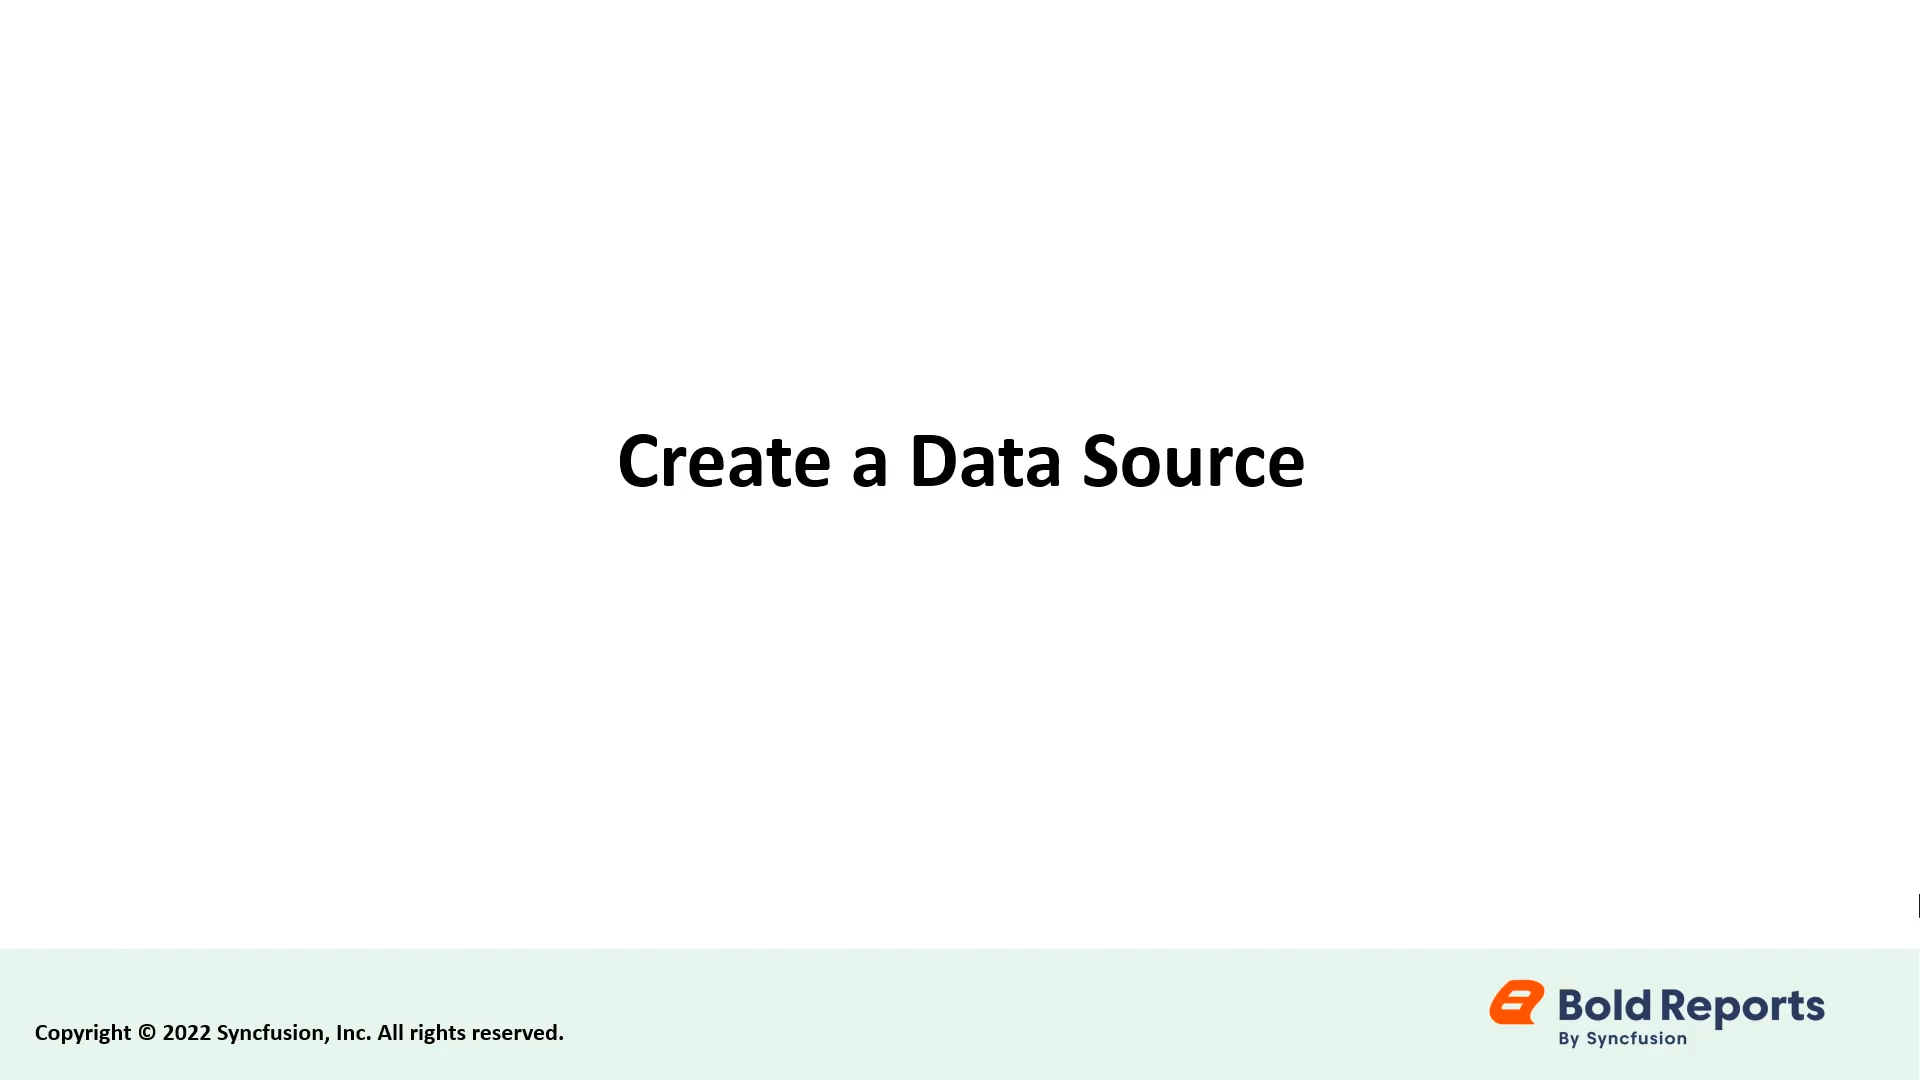 Create a Data Source
Copyright © 2022 Syncfusion, Inc. All rights reserved.
Bold Reports
By Syncfusion